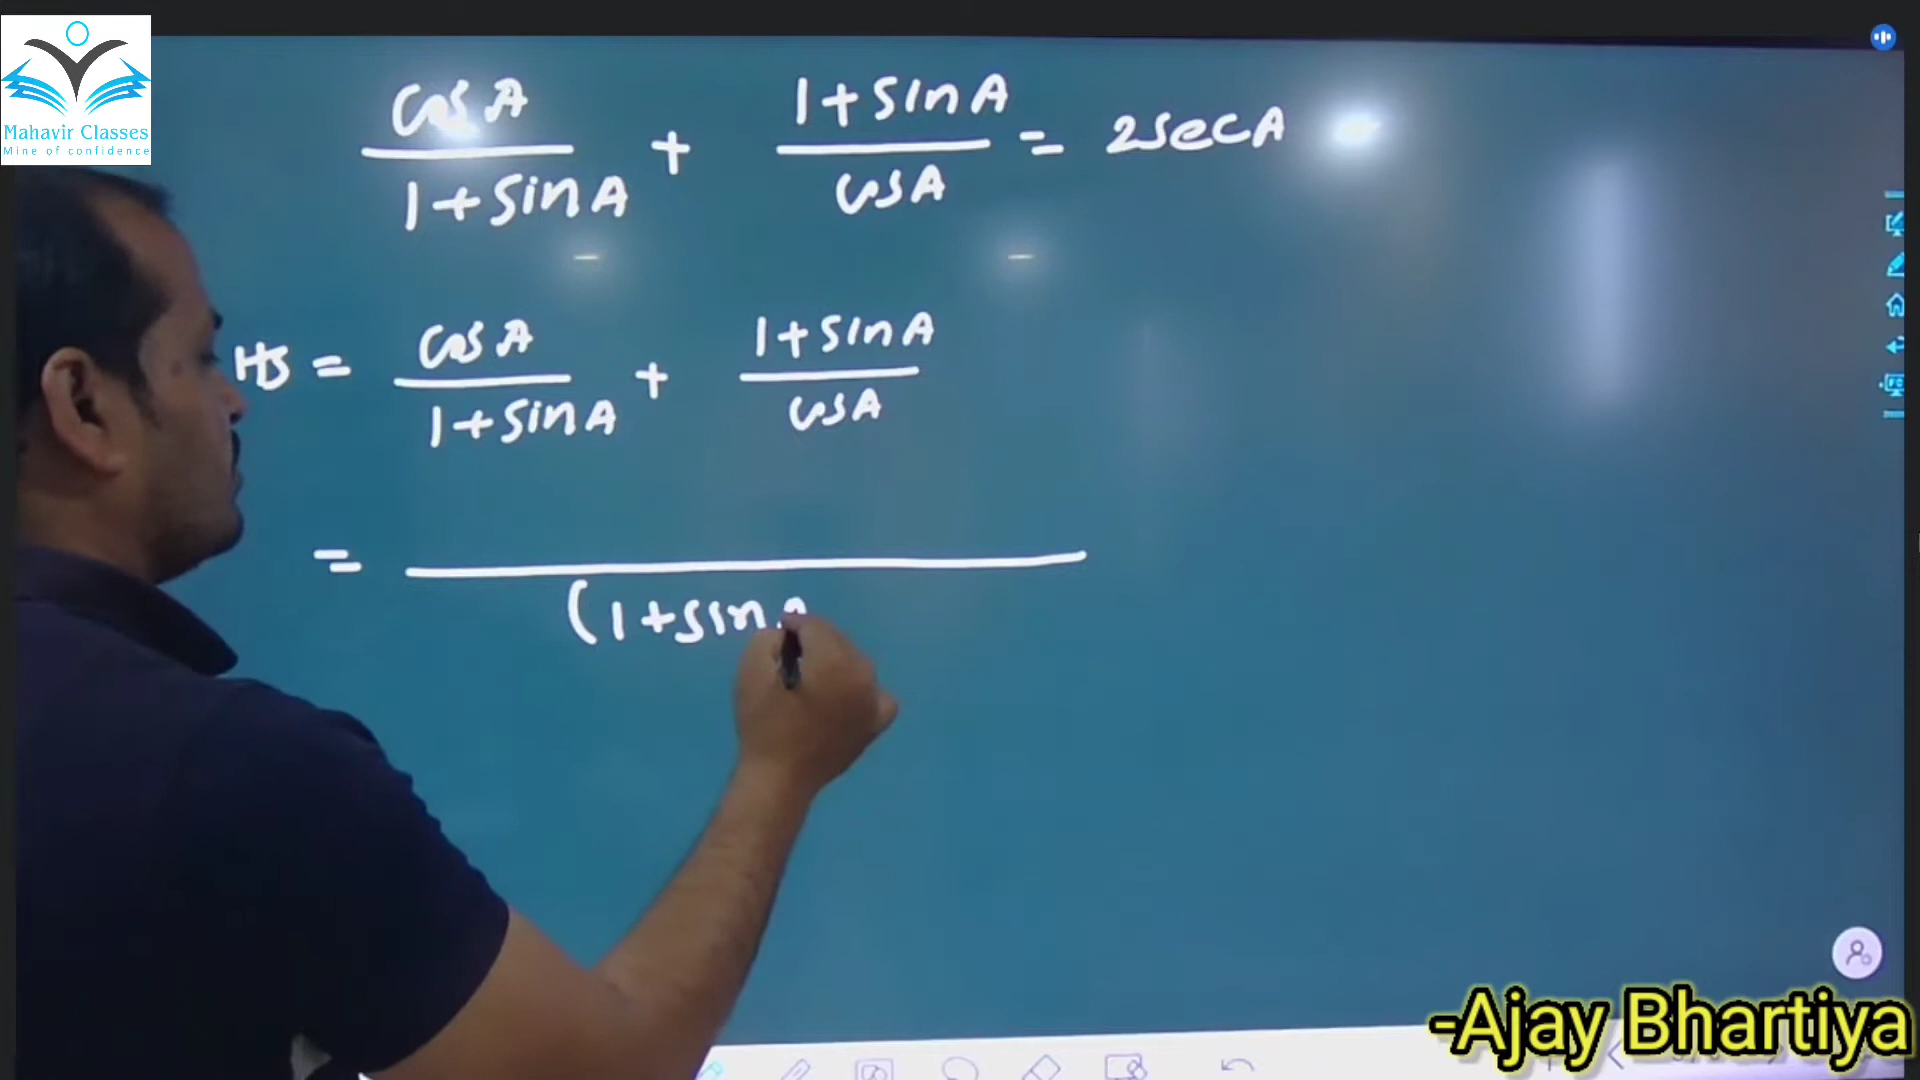 Mahavir Classes
Mine of confidence
cosA/1+sinA + 1+sinA/cosA = 2secA
HS = cosA/1+sinA + 1+sinA/cosA
=
(1+sinA
-Ajay Bhartiya